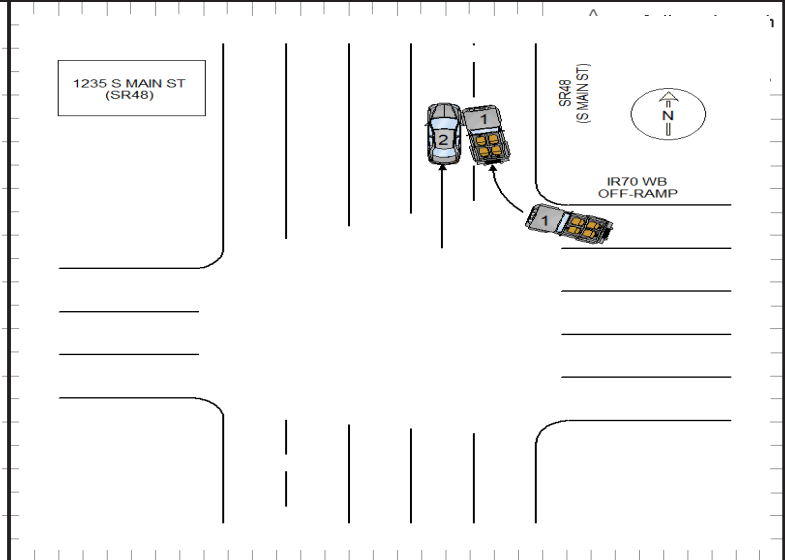 1235 S MAIN ST
(SR48)
SR48
(S MAIN ST)
N
IR70 WB
OFF-RAMP
1
2
1